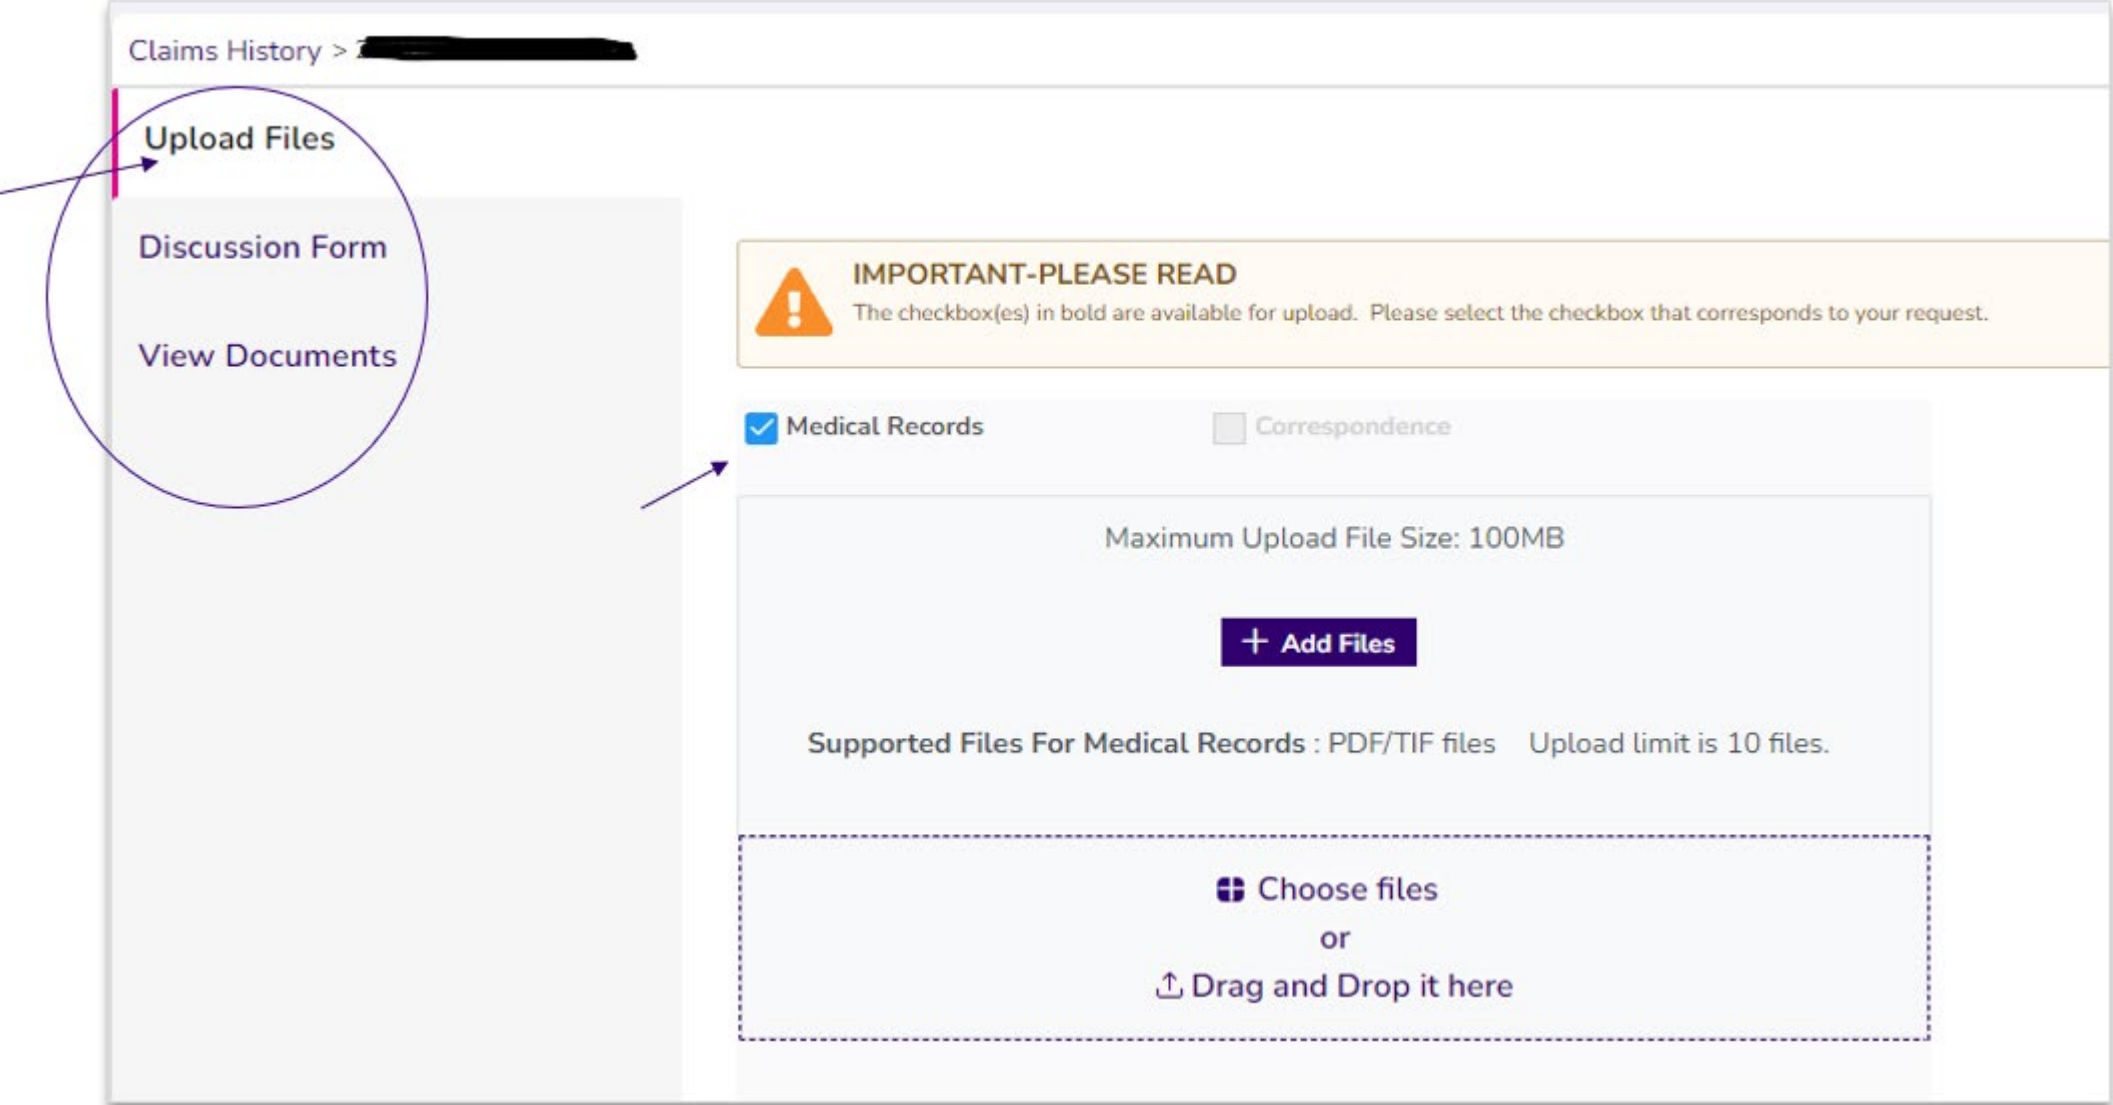 Claims History >
Upload Files
Discussion Form
View Documents
IMPORTANT-PLEASE READ
The checkbox(es) in bold are available for upload. Please select the checkbox that corresponds to your request.
Medical Records Correspondence
Maximum Upload File Size: 100MB
+ Add Files
Supported Files For Medical Records : PDF/TIF files Upload limit is 10 files.
Choose files
or
Drag and Drop it here